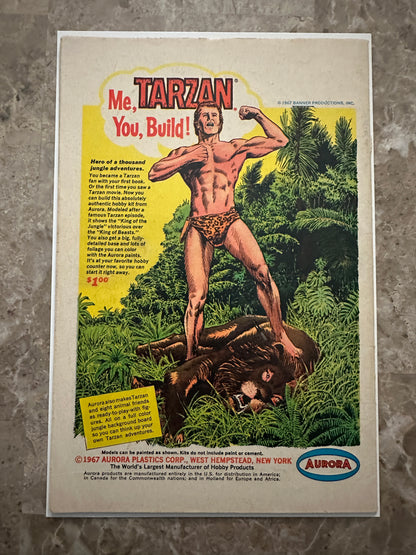 Me, TARZAN.
You, Build!
© 1967 BANNER PRODUCTIONS, INC.
Hero of a thousand
jungle adventures.
You became a Tarzan
fan with your first book.
Or the first time you saw a
Tarzan movie. Now you
can build this absolutely
authentic hobby kit from
Aurora. Modeled after a
famous Tarzan episode,
it shows the "King of the
Jungle" victorious over
the "King of Beasts."
You also get a big, fully-
detailed base and lots of
foliage you can color
with the Aurora paints.
It's at your favorite hobby
counter now, so you can
start it right away.
$1.00
Aurora also makes Tarzan
and eight animal friends
as ready-to-play-with fig-
ures. All on a full color
jungle background board
so you can think up your
own Tarzan adventures.
Models can be painted as shown. Kits do not include paint or cement.
©1967 AURORA PLASTICS CORP., WEST HEMPSTEAD, NEW YORK
The World's Largest Manufacturer of Hobby Products
Aurora products are manufactured entirely in the U.S. for distribution in America;
in Canada for the Commonwealth nations; and in Holland for Europe and Africa.
AURORA